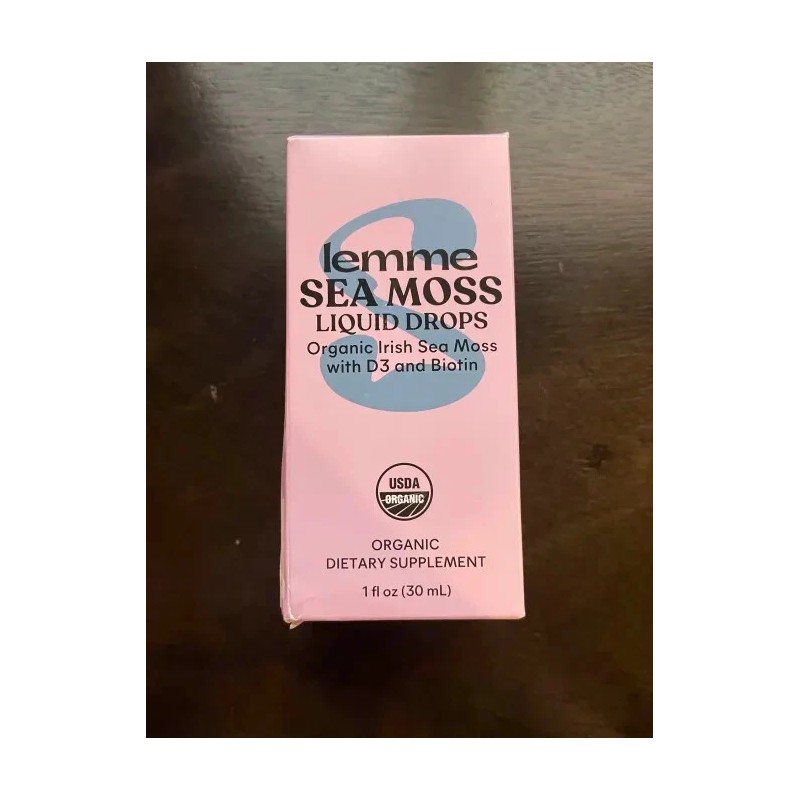 lemme
SEA MOSS
LIQUID DROPS
Organic Irish Sea Moss
with D3 and Biotin
USDA
ORGANIC
ORGANIC
DIETARY SUPPLEMENT
1 fl oz (30 mL)